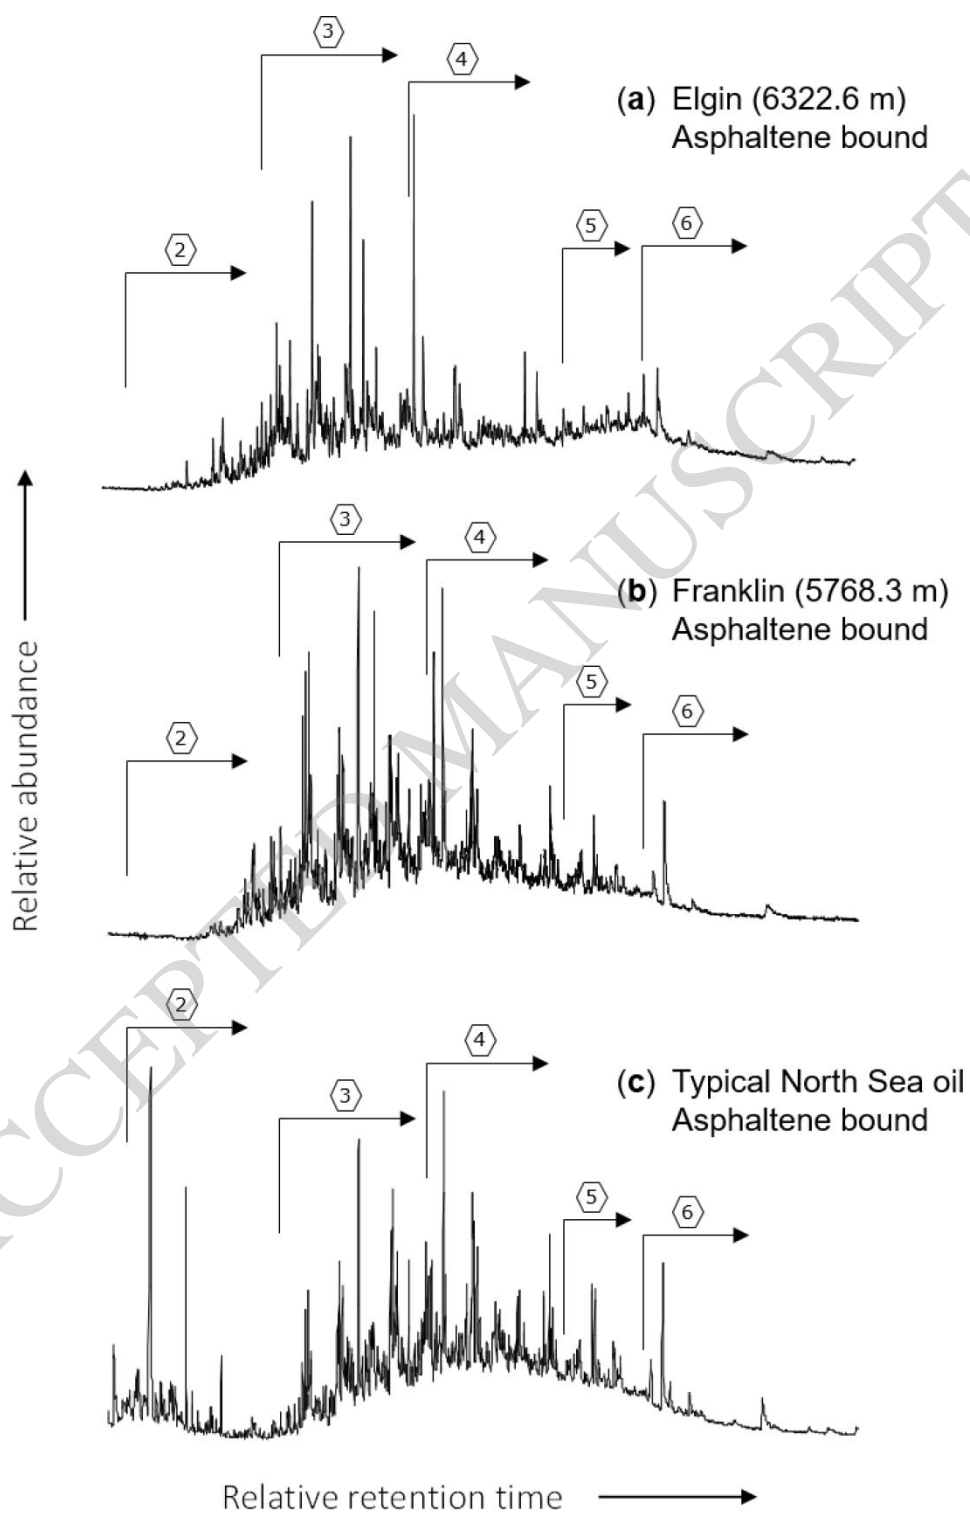 3
4
(a) Elgin (6322.6 m)
Asphaltene bound
2
5
6
3
4
(b) Franklin (5768.3 m)
Asphaltene bound
5
2
6
2
4
(c) Typical North Sea oil
Asphaltene bound
3
5
6
Relative abundance
Relative retention time
ACCEPTED MANUSCRIPT